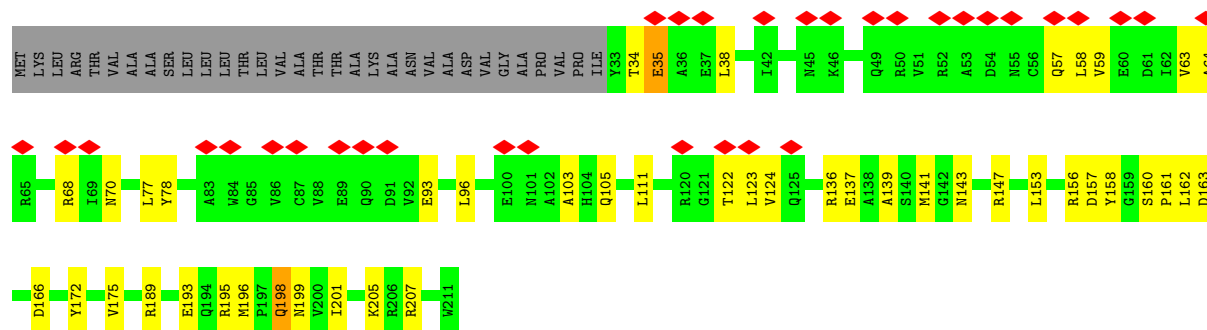 MET LYS LEU ARG THR VAL ALA ALA SER LEU LEU LEU THR LEU VAL ALA THR THR ALA LYS ALA ASN VAL ALA ASP VAL GLY ALA PRO VAL PRO ILE Y33 T34 E35 A36 E37 L38 I42 N45 K46 Q49 R50 V51 R52 A53 D54 N55 C56 Q57 L58 V59 E60 D61 I62 V63 A64
R65 R68 I69 N70 L77 Y78 A83 W84 G85 V86 C87 V88 E89 Q90 D91 V92 E93 L96 E100 N101 A102 A103 H104 Q105 L111 R120 G121 T122 L123 V124 Q125 R136 E137 A138 A139 S140 M141 G142 N143 R147 L153 R156 D157 Y158 G159 S160 P161 L162 D163
D166 Y172 V175 R189 E193 Q194 R195 M196 P197 Q198 N199 V200 I201 K205 R206 R207 W211